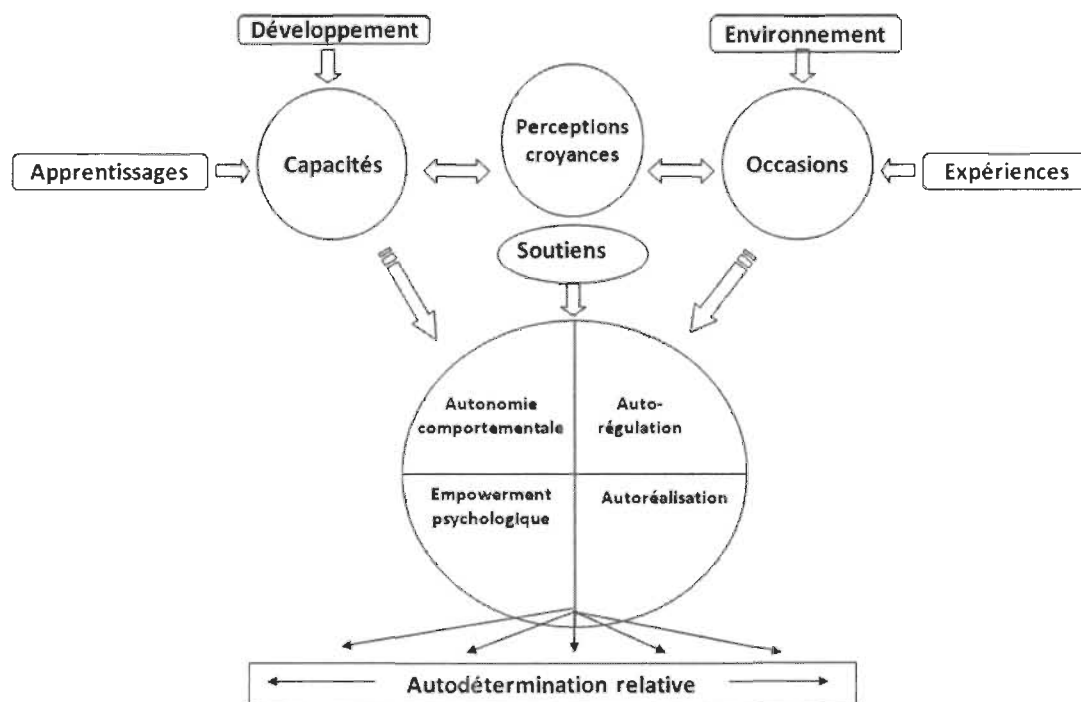 Développement
Environnement
Perceptions
croyances
Apprentissages
Capacités
Occasions
Expériences
Soutiens
Autonomie
comportementale
Auto-
régulation
Empowerment
psychologique
Autoréalisation
Autodétermination relative